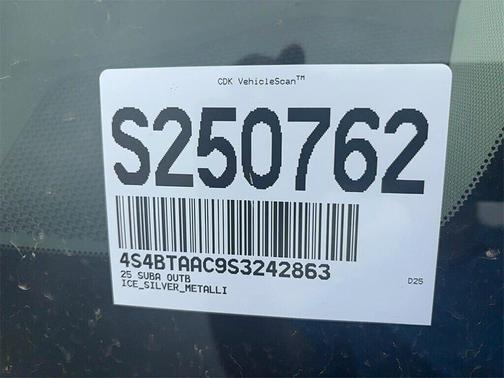 CDK VehicleScan™
S250762
4S4BTAAC9S3242863
25 SUBA OUTB
ICE_SILVER_METALLI
D25